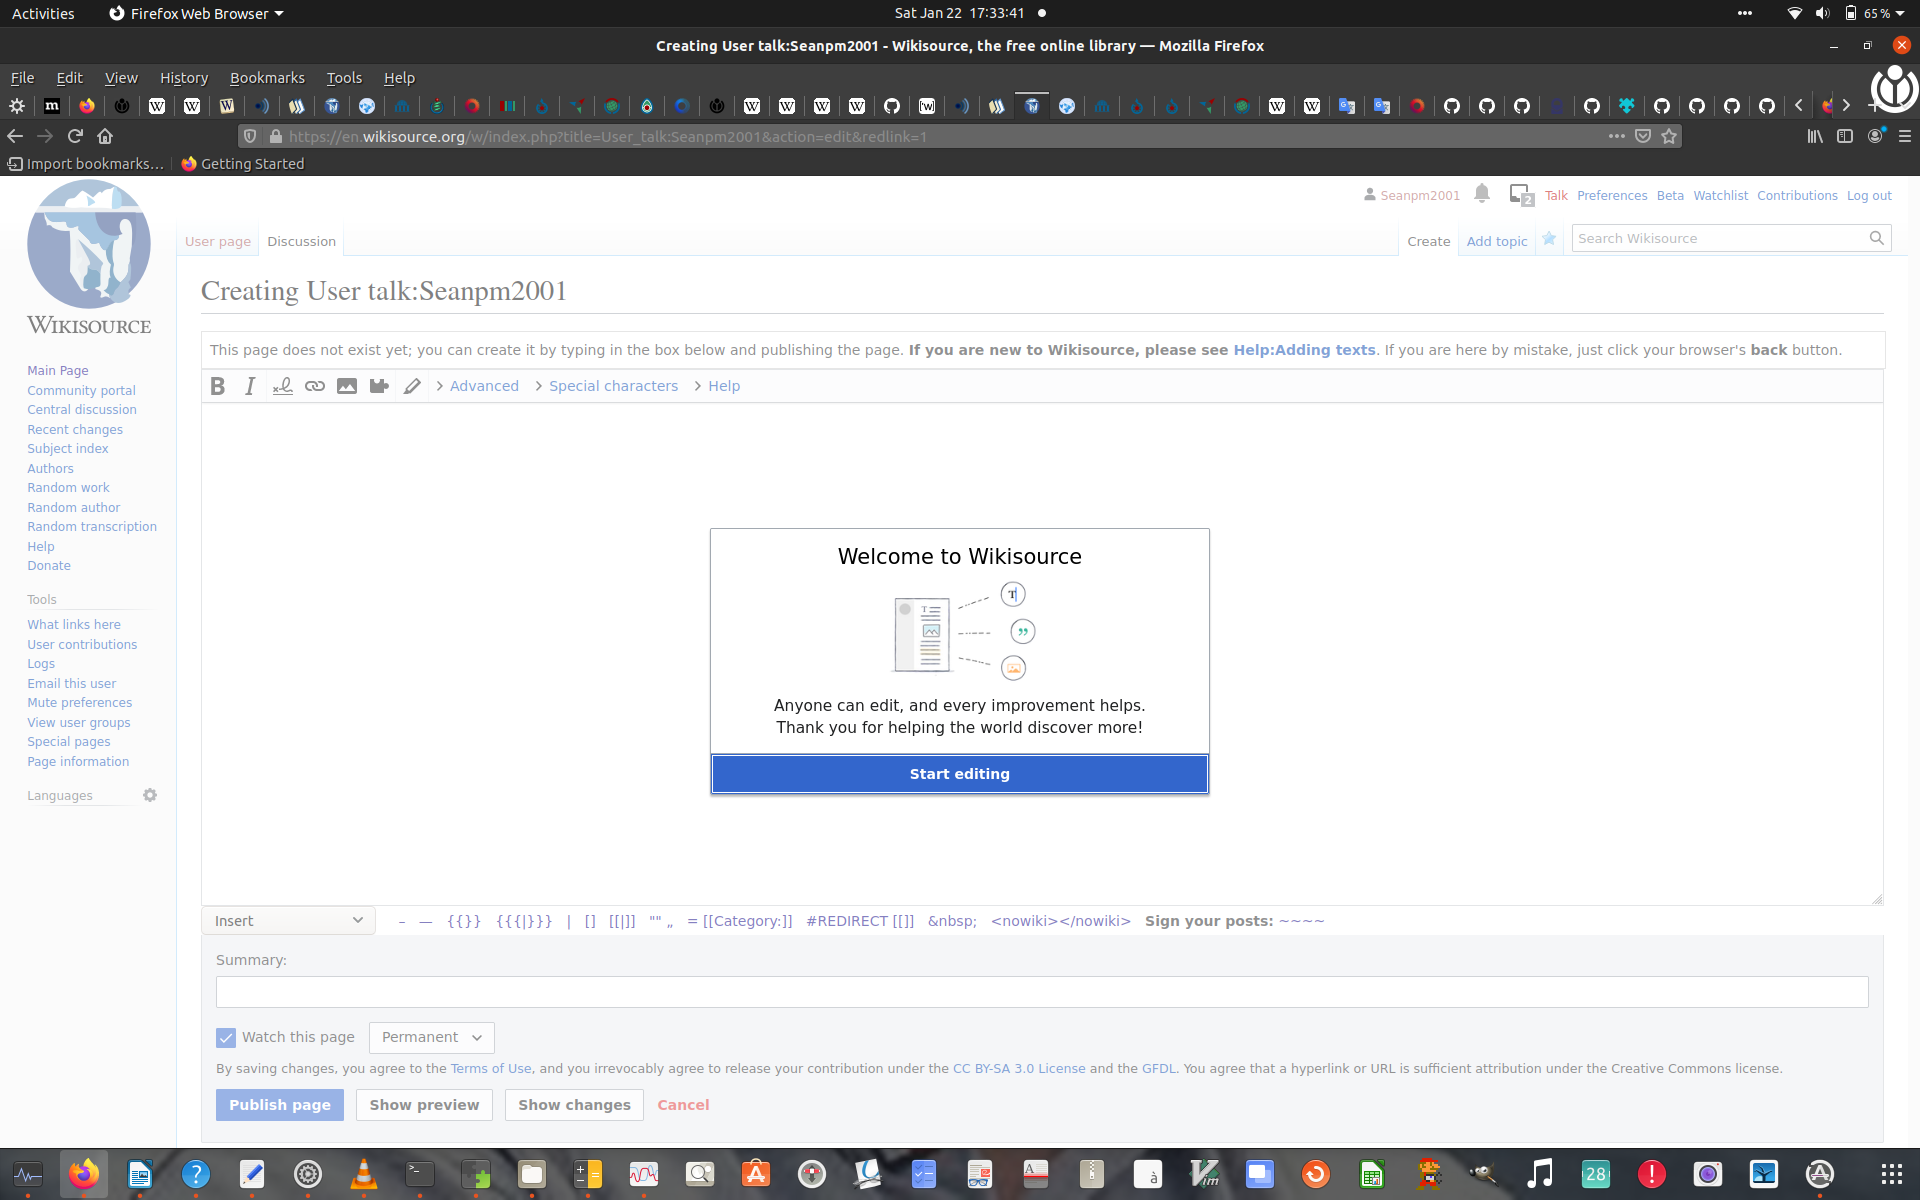 Activities Firefox Web Browser Sat Jan 22 17:33:41 65 %
Creating User talk:Seanpm2001 - Wikisource, the free online library — Mozilla Firefox
File Edit View History Bookmarks Tools Help
https://en.wikisource.org/w/index.php?title=User_talk:Seanpm2001&action=edit&redlink=1
Import bookmarks... Getting Started
Seanpm2001 2 Talk Preferences Beta Watchlist Contributions Log out
User page Discussion Create Add topic Search Wikisource
WIKISOURCE
Creating User talk:Seanpm2001
This page does not exist yet; you can create it by typing in the box below and publishing the page. If you are new to Wikisource, please see Help:Adding texts. If you are here by mistake, just click your browser's back button.
B I Advanced Special characters Help
Main Page
Community portal
Central discussion
Recent changes
Subject index
Authors
Random work
Random author
Random transcription
Help
Donate
Tools
What links here
User contributions
Logs
Email this user
Mute preferences
View user groups
Special pages
Page information
Languages
Welcome to Wikisource
Anyone can edit, and every improvement helps.
Thank you for helping the world discover more!
Start editing
Insert – — {{}} {{{|}}} | [] [[|]] "" „ = [[Category:]] #REDIRECT [[]] &nbsp; <nowiki></nowiki> Sign your posts: ~~~~
Summary:
Watch this page Permanent
By saving changes, you agree to the Terms of Use, and you irrevocably agree to release your contribution under the CC BY-SA 3.0 License and the GFDL. You agree that a hyperlink or URL is sufficient attribution under the Creative Commons license.
Publish page Show preview Show changes Cancel
28